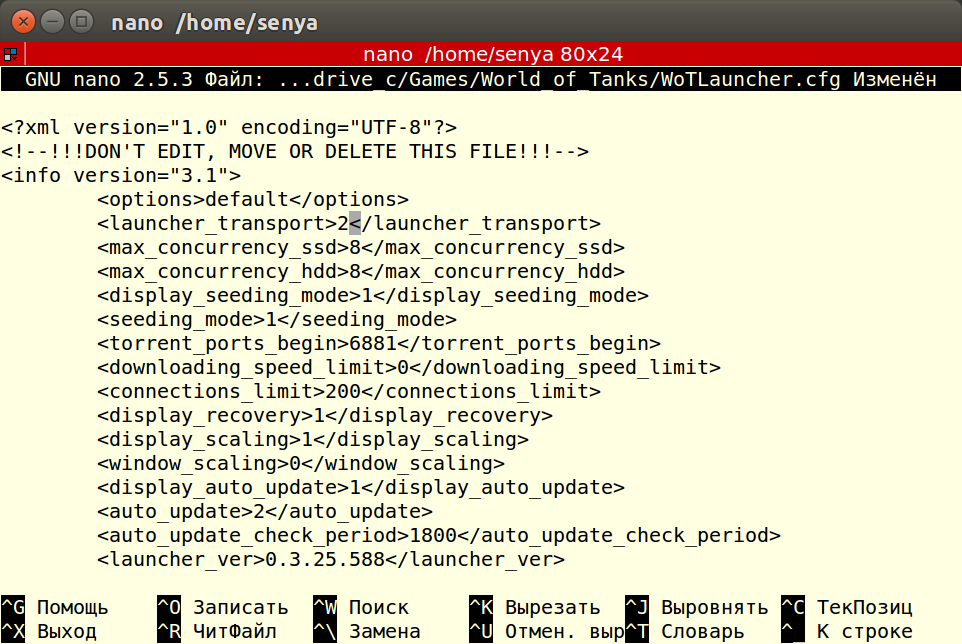 nano /home/senya
nano /home/senya 80x24
GNU nano 2.5.3 Файл: ...drive_c/Games/World_of_Tanks/WoTLauncher.cfg Изменён
<?xml version="1.0" encoding="UTF-8"?>
<!--!!!DON'T EDIT, MOVE OR DELETE THIS FILE!!!-->
<info version="3.1">
<options>default</options>
<launcher_transport>2</launcher_transport>
<max_concurrency_ssd>8</max_concurrency_ssd>
<max_concurrency_hdd>8</max_concurrency_hdd>
<display_seeding_mode>1</display_seeding_mode>
<seeding_mode>1</seeding_mode>
<torrent_ports_begin>6881</torrent_ports_begin>
<downloading_speed_limit>0</downloading_speed_limit>
<connections_limit>200</connections_limit>
<display_recovery>1</display_recovery>
<display_scaling>1</display_scaling>
<window_scaling>0</window_scaling>
<display_auto_update>1</display_auto_update>
<auto_update>2</auto_update>
<auto_update_check_period>1800</auto_update_check_period>
<launcher_ver>0.3.25.588</launcher_ver>
^G Помощь ^O Записать ^W Поиск ^K Вырезать ^J Выровнять ^C ТекПозиц
^X Выход ^R ЧитФайл ^\ Замена ^U Отмен. выр^T Словарь ^_ К строке